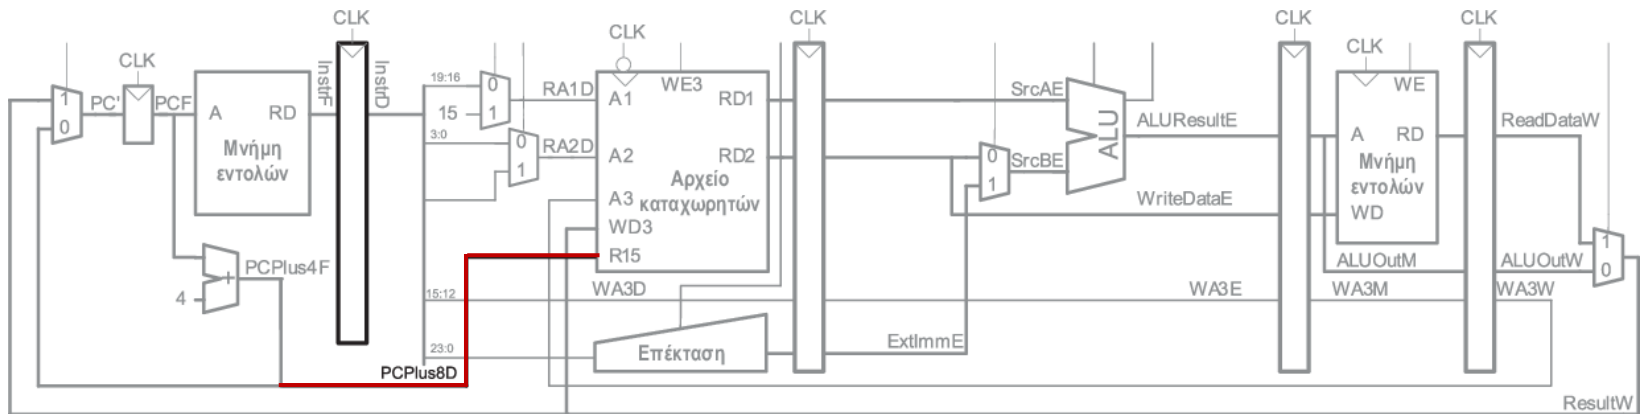 CLK
CLK
CLK
CLK
CLK
CLK
CLK
1
0
PC'
PCF
A
RD
Μνήμη
εντολών
InstrF
InstrD
PCPlus4F
+
4
19:16
15
3:0
0
1
0
1
RA1D
RA2D
A1
A2
A3
WD3
R15
WE3
RD1
RD2
Αρχείο
καταχωρητών
WA3D
15:12
23:0
PCPlus8D
Επέκταση
ExtImmE
SrcAE
0
1
SrcBE
ALU
ALUResultE
WriteDataE
WA3E
WE
A
RD
Μνήμη
εντολών
WD
ALUOutM
WA3M
ReadDataW
ALUOutW
WA3W
1
0
ResultW